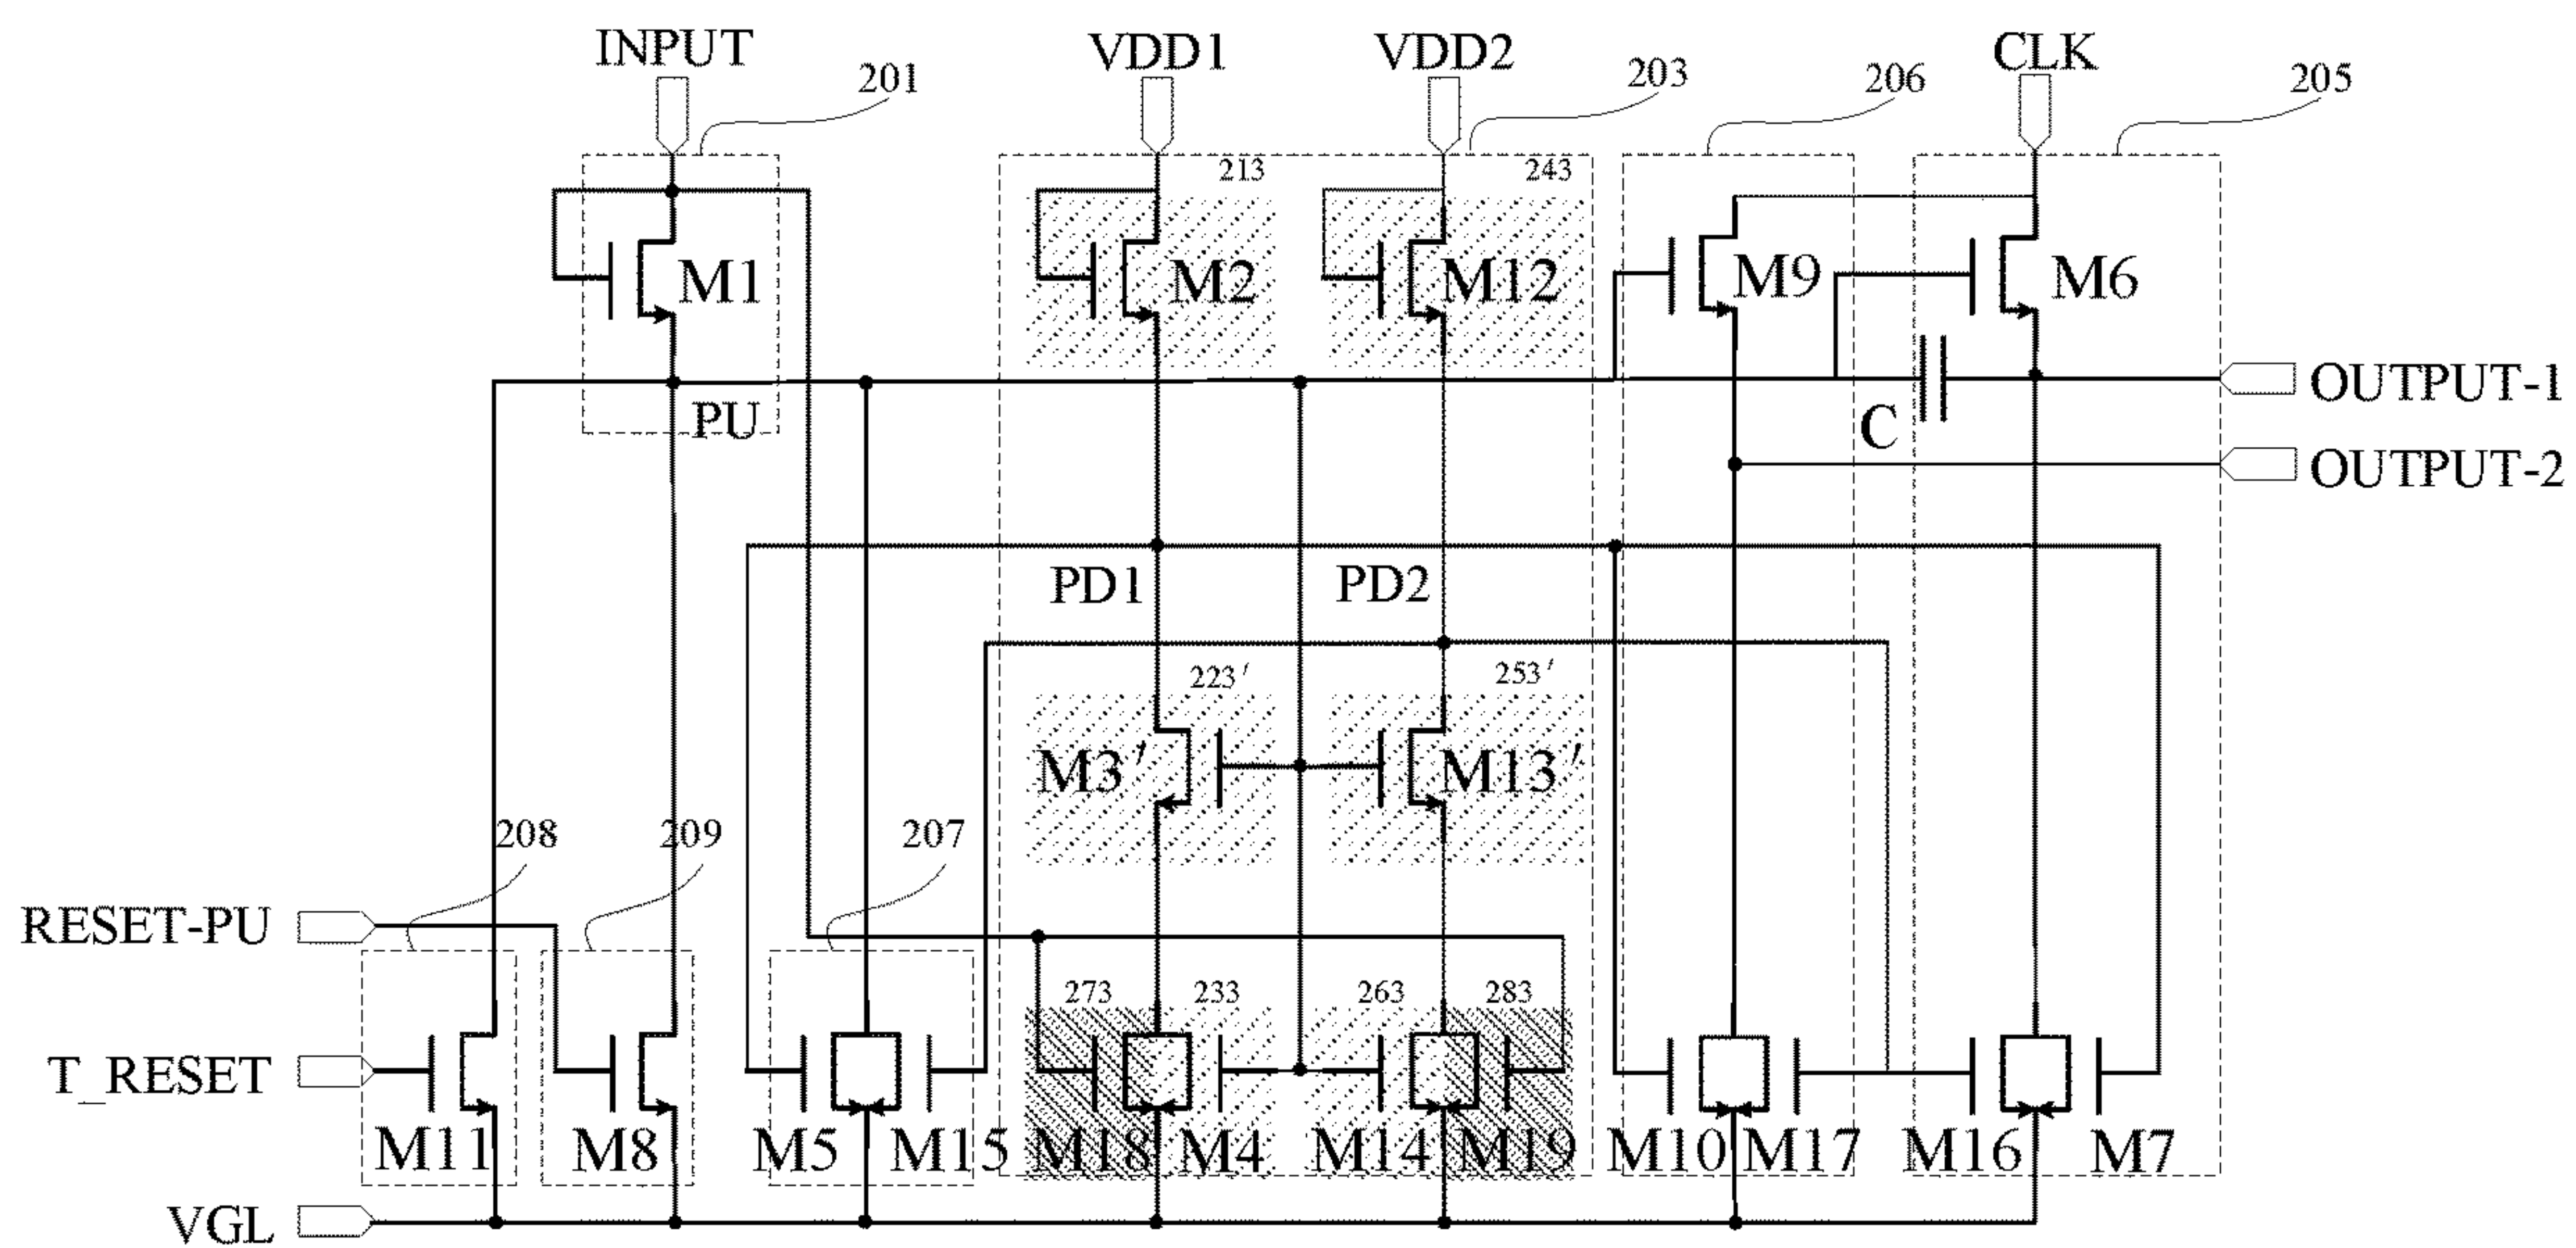 INPUT VDD1 VDD2 CLK
201 203 206 205
213 243
M1 M2 M12 M9 M6
OUTPUT-1
PU C
OUTPUT-2
PD1 PD2
223′ 253′
M3′ M13′
208 209 207
RESET-PU
273 233 263 283
T_RESET
M11 M8 M5 M15 M18 M4 M14 M19 M10 M17 M16 M7
VGL